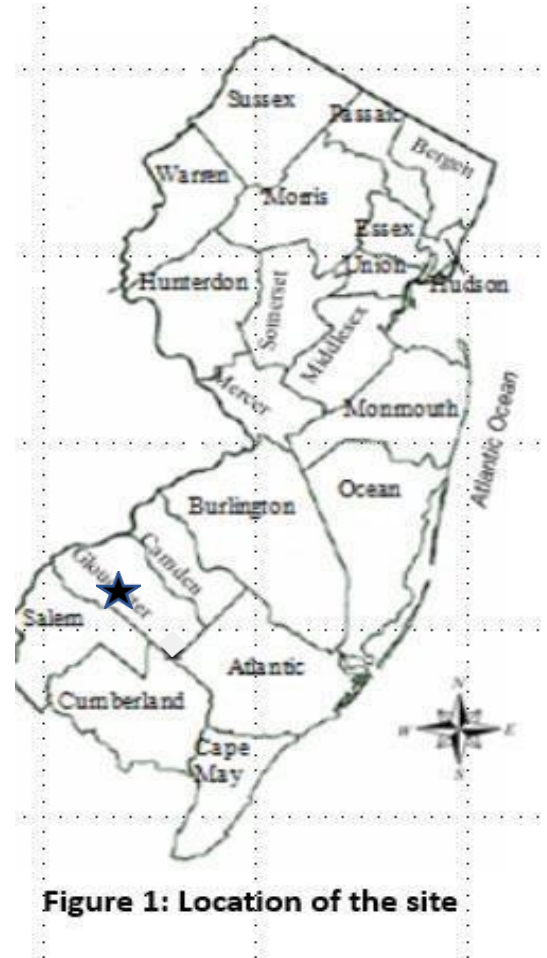 Sussex
Passaic
Bergen
Warren
Morris
Essex
Union
Hudson
Hunterdon
Somerset
Middlesex
Mercer
Monmouth
Atlantic Ocean
Ocean
Burlington
Camden
Salem
Atlantic
Cumberland
Cape
May
N
W
E
S
Figure 1: Location of the site